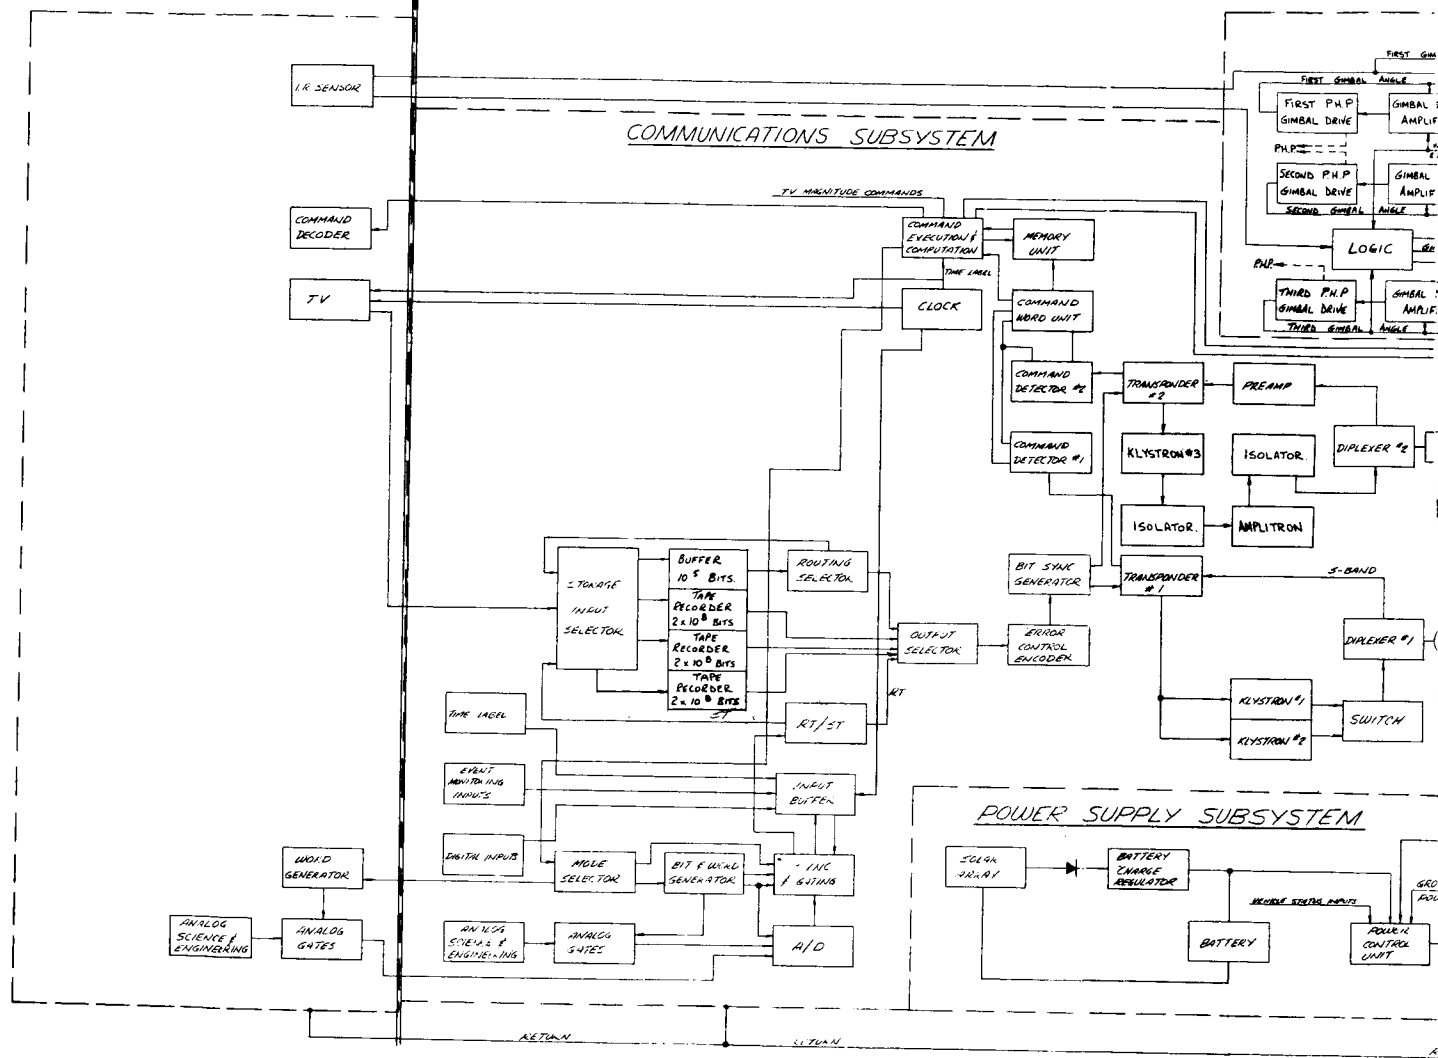 FIRST
I.R. SENSOR
FIRST GIMBAL ANGLE
FIRST P.H.P
GIMBAL DRIVE
GIMBAL
COMMUNICATIONS SUBSYSTEM
P.H.P.
SECOND P.H.P
GIMBAL DRIVE
GIMBAL
SECOND GIMBAL ANGLE
TV MAGNITUDE COMMANDS
COMMAND
DECODER
COMMAND
EXECUTION &
COMPUTATION
MEMORY
UNIT
LOGIC
P.H.P.
TIME LABEL
TV
CLOCK
COMMAND
WORD UNIT
THIRD P.H.P
GIMBAL DRIVE
GIMBAL
THIRD GIMBAL ANGLE
COMMAND
DETECTOR #2
TRANSPONDER
#2
PREAMP
COMMAND
DETECTOR #1
KLYSTRON #3
ISOLATOR.
DIPLEXER #2
ISOLATOR.
AMPLITRON
STORAGE
INPUT
SELECTOR
BUFFER
10⁵ BITS.
ROUTING
SELECTOR
BIT SYNC
GENERATOR
TRANSPONDER
#1
S-BAND
TAPE
RECORDER
2 x 10⁸ BITS
TAPE
RECORDER
2 x 10⁸ BITS
TAPE
RECORDER
2 x 10⁸ BITS
ST
OUTPUT
SELECTOR
ERROR
CONTROL
ENCODER
DIPLEXER #1
RT
TIME LABEL
RT/ST
KLYSTRON #1
KLYSTRON #2
SWITCH
EVENT
MONITORING
INPUTS
INPUT
BUFFER
POWER SUPPLY SUBSYSTEM
WORD
GENERATOR
DIGITAL INPUTS
MODE
SELECTOR
BIT & WORD
GENERATOR
& GATING
SOLAR
ARRAY
BATTERY
CHARGE
REGULATOR
VEHICLE STATUS INPUTS
ANALOG
SCIENCE &
ENGINEERING
ANALOG
GATES
ANALOG
SCIENCE &
ENGINEERING
ANALOG
GATES
A/D
BATTERY
POWER
CONTROL
UNIT
RETURN
RETURN